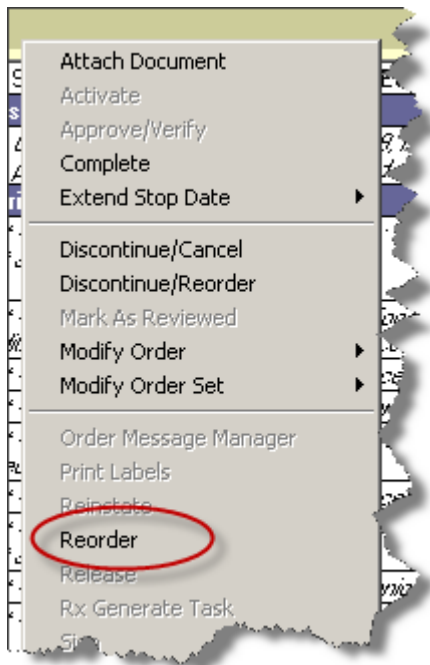 Attach Document
Activate
Approve/Verify
Complete
Extend Stop Date
Discontinue/Cancel
Discontinue/Reorder
Mark As Reviewed
Modify Order
Modify Order Set
Order Message Manager
Print Labels
Reinstate
Reorder
Release
Rx Generate Task